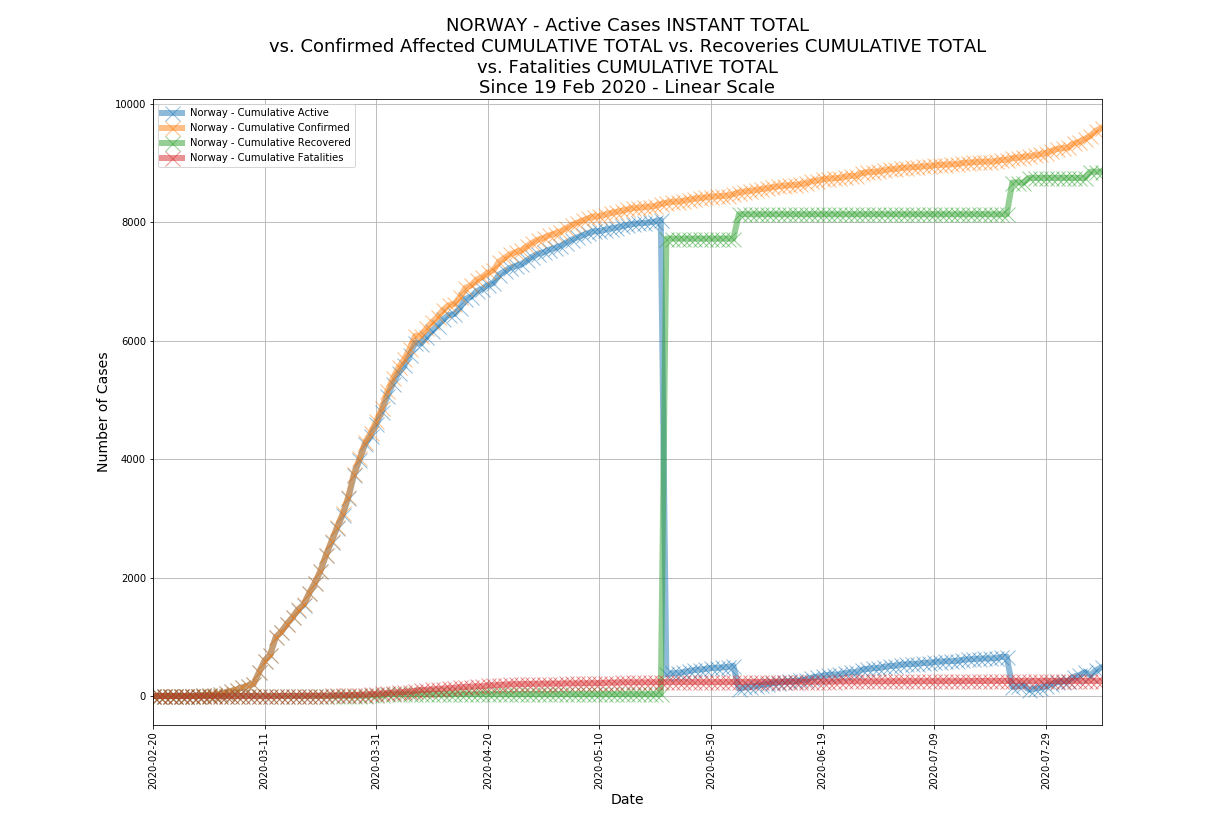 NORWAY - Active Cases INSTANT TOTAL
vs. Confirmed Affected CUMULATIVE TOTAL vs. Recoveries CUMULATIVE TOTAL
vs. Fatalities CUMULATIVE TOTAL
Since 19 Feb 2020 - Linear Scale
Norway - Cumulative Active
Norway - Cumulative Confirmed
Norway - Cumulative Recovered
Norway - Cumulative Fatalities
Number of Cases
10000
8000
6000
4000
2000
0
2020-02-20
2020-03-11
2020-03-31
2020-04-20
2020-05-10
2020-05-30
2020-06-19
2020-07-09
2020-07-29
Date